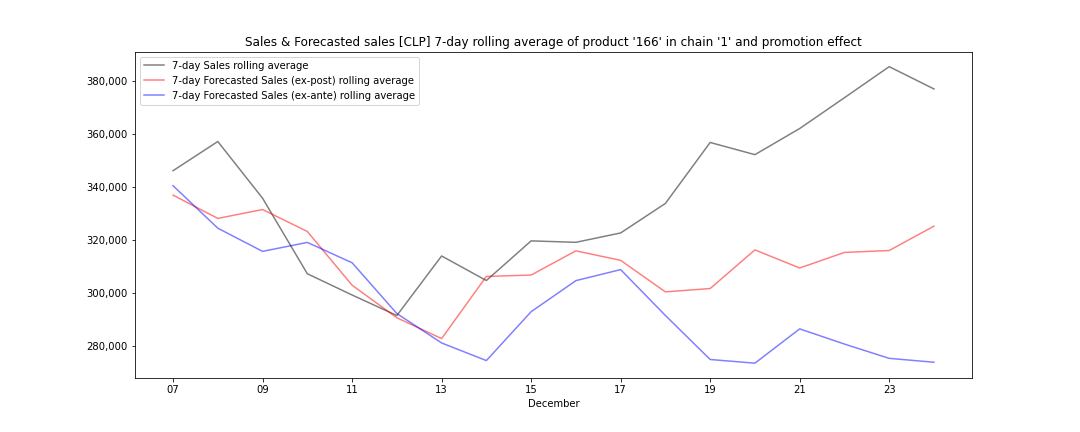 Sales & Forecasted sales [CLP] 7-day rolling average of product '166' in chain '1' and promotion effect
7-day Sales rolling average
7-day Forecasted Sales (ex-post) rolling average
7-day Forecasted Sales (ex-ante) rolling average
380,000
360,000
340,000
320,000
300,000
280,000
07 09 11 13 15 17 19 21 23
December